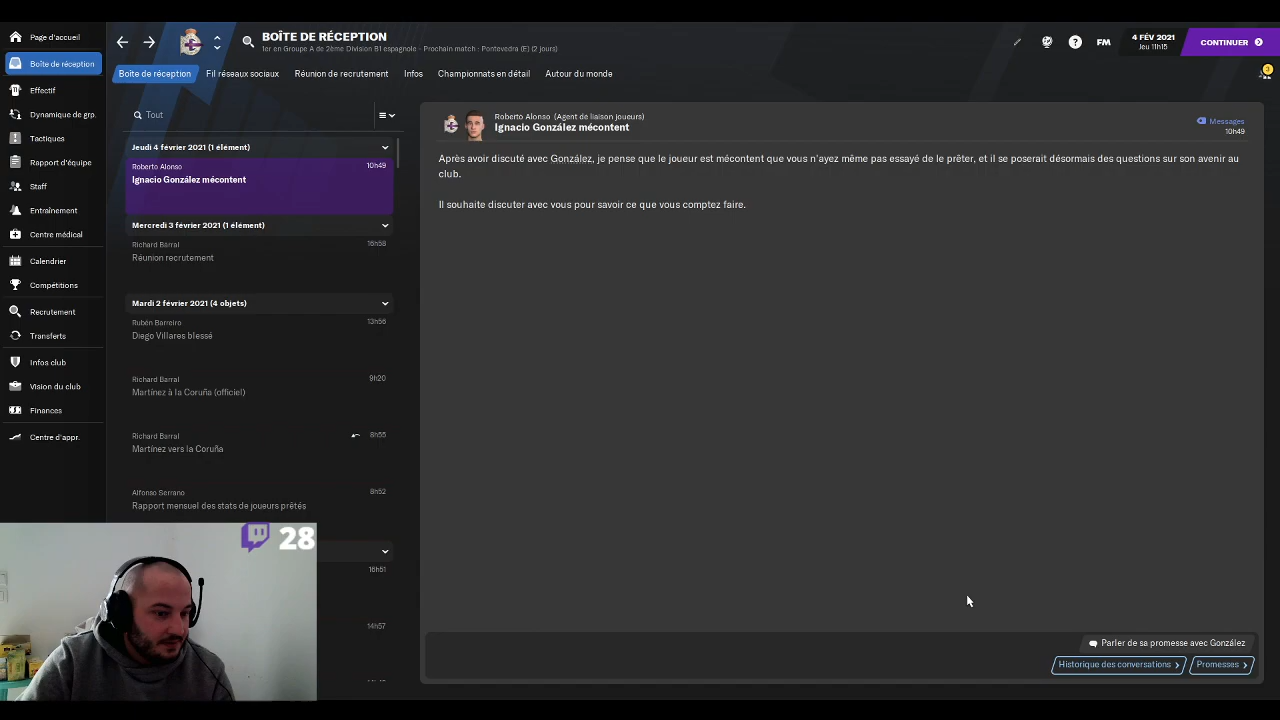 Page d'accueil
Boîte de réception
Effectif
Dynamique de grp.
Tactiques
Rapport d'équipe
Staff
Entraînement
Centre médical
Calendrier
Compétitions
Recrutement
Transferts
Infos club
Vision du club
Finances
Centre d'appr.
BOÎTE DE RÉCEPTION
1er en Groupe A de 2ème Division B1 espagnole - Prochain match - Pontevedra (E) (2 jours)
FM
4 FÉV 2021
Jeu 11h15
CONTINUER
Boîte de réception
Fil réseaux sociaux
Réunion de recrutement
Infos
Championnats en détail
Autour du monde
3
Tout
Jeudi 4 février 2021 (1 élément)
Roberto Alonso 10h49
Ignacio González mécontent
Mercredi 3 février 2021 (1 élément)
Richard Barral 16h58
Réunion recrutement
Mardi 2 février 2021 (4 objets)
Rubén Barreiro 13h56
Diego Villares blessé
Richard Barral 9h20
Martínez à la Coruña (officiel)
Richard Barral 8h55
Martínez vers la Coruña
Alfonso Serrano 8h52
Rapport mensuel des stats de joueurs prêtés
16h51
14h57
Roberto Alonso (Agent de liaison joueurs)
Ignacio González mécontent
Messages
10h49
Après avoir discuté avec González, je pense que le joueur est mécontent que vous n'ayez même pas essayé de le prêter, et il se poserait désormais des questions sur son avenir au
club.
Il souhaite discuter avec vous pour savoir ce que vous comptez faire.
Parler de sa promesse avec González
Historique des conversations
Promesses
28